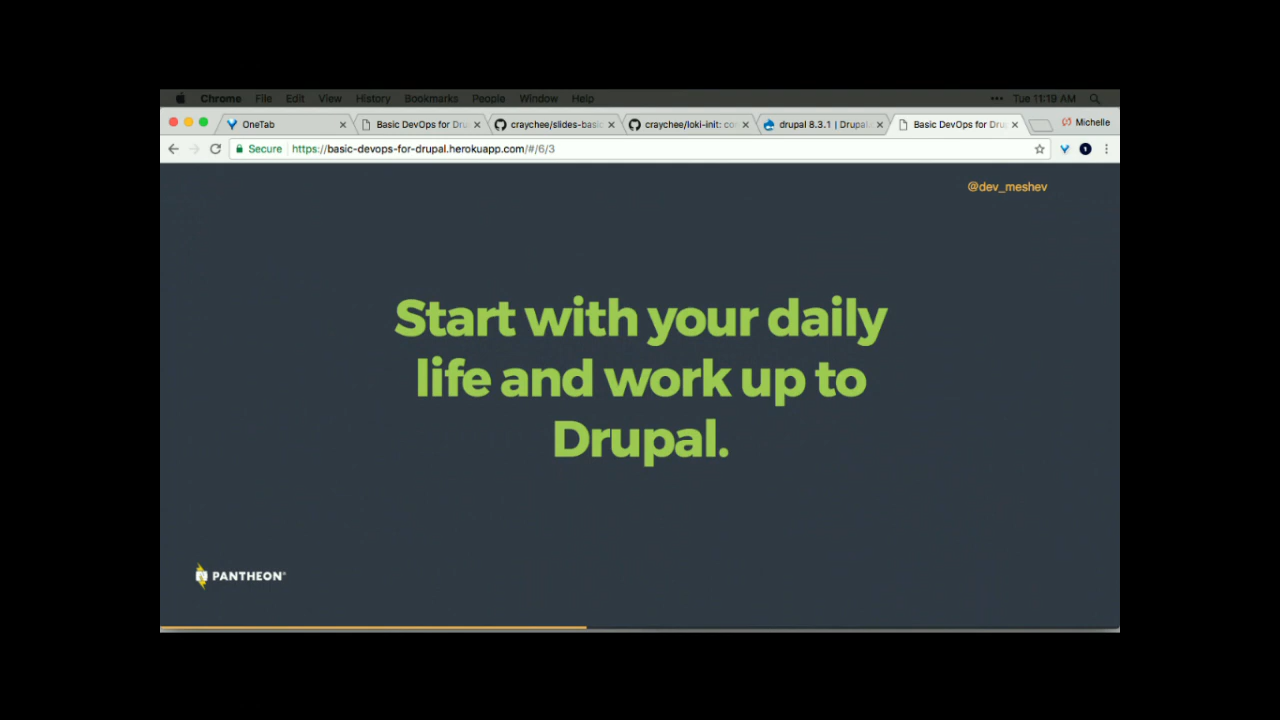 Chrome File Edit View History Bookmarks People Window Help ••• Tue 11:19 AM
OneTab Basic DevOps for Dru craychee/slides-basic craychee/loki-init: co drupal 8.3.1 | Drupal Basic DevOps for Dru Michelle
Secure https://basic-devops-for-drupal.herokuapp.com/#/6/3
@dev_meshev
Start with your daily
life and work up to
Drupal.
PANTHEON